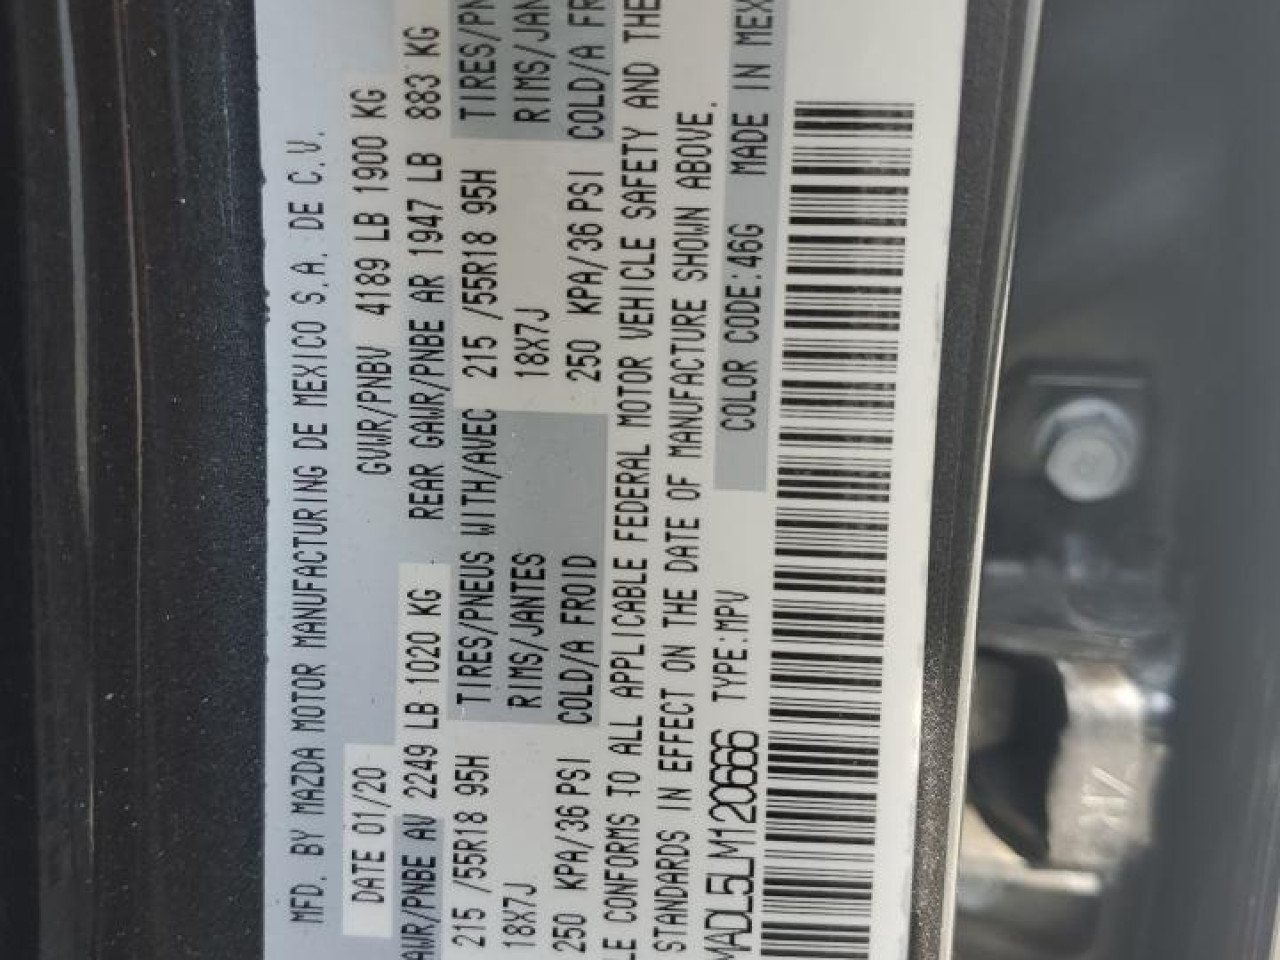 MFD. BY MAZDA MOTOR MANUFACTURING DE MEXICO S.A. DE C.V.
DATE 01/20 GVWR/PNBV 4189 LB 1900 KG
AWR/PNBE AV 2249 LB 1020 KG REAR GAWR/PNBE AR 1947 LB 883 KG
215 /55R18 95H TIRES/PNEUS WITH/AVEC 215 /55R18 95H TIRES/PN
18X7J RIMS/JANTES 18X7J RIMS/JAN
250 KPA/36 PSI COLD/A FROID 250 KPA/36 PSI COLD/A FR
LE CONFORMS TO ALL APPLICABLE FEDERAL MOTOR VEHICLE SAFETY AND THE
STANDARDS IN EFFECT ON THE DATE OF MANUFACTURE SHOWN ABOVE.
MADL5LM120666 TYPE:MPV COLOR CODE:46G MADE IN MEX